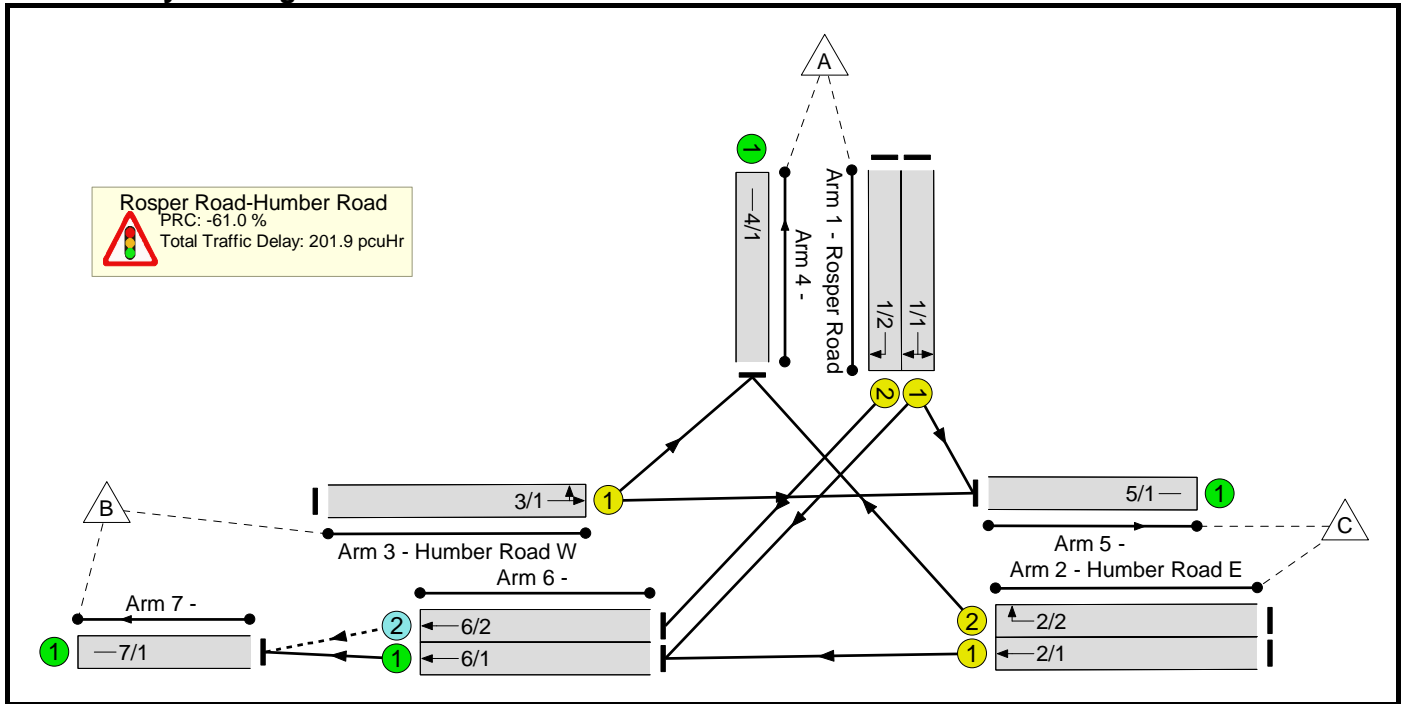 A
1
Rosper Road-Humber Road
PRC: -61.0 %
Total Traffic Delay: 201.9 pcuHr
4/1
Arm 4 -
Arm 1 - Rosper Road
1/2
1/1
2
1
B
3/1
1
5/1
1
C
Arm 3 - Humber Road W
Arm 5 -
Arm 6 -
Arm 2 - Humber Road E
Arm 7 -
2
6/2
2
2/2
1
7/1
1
6/1
1
2/1